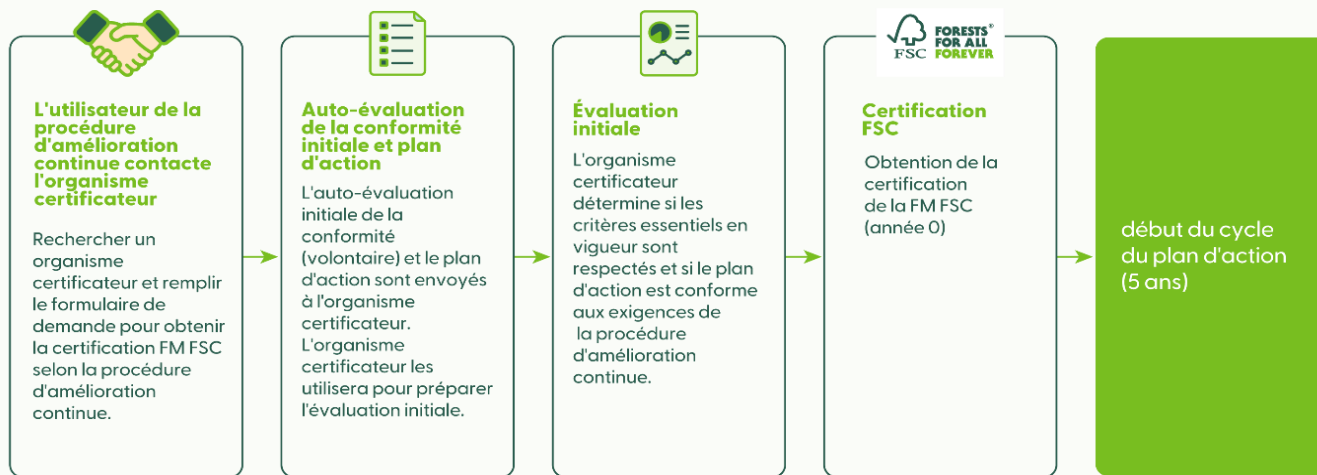 L'utilisateur de la
procédure
d'amélioration
continue contacte
l'organisme
certificateur
Rechercher un
organisme
certificateur et remplir
le formulaire de
demande pour obtenir
la certification FM FSC
selon la procédure
d'amélioration
continue.
Auto-évaluation
de la conformité
initiale et plan
d'action
L'auto-évaluation
initiale de la
conformité
(volontaire) et le plan
d'action sont envoyés
à l'organisme
certificateur.
L'organisme
certificateur les
utilisera pour préparer
l'évaluation initiale.
Évaluation
initiale
L'organisme
certificateur
détermine si les
critères essentiels en
vigueur sont
respectés et si le plan
d'action est conforme
aux exigences de
la procédure
d'amélioration
continue.
FSC
FORESTS®
FOR ALL
FOREVER
Certification
FSC
Obtention de la
certification
de la FM FSC
(année 0)
début du cycle
du plan d'action
(5 ans)